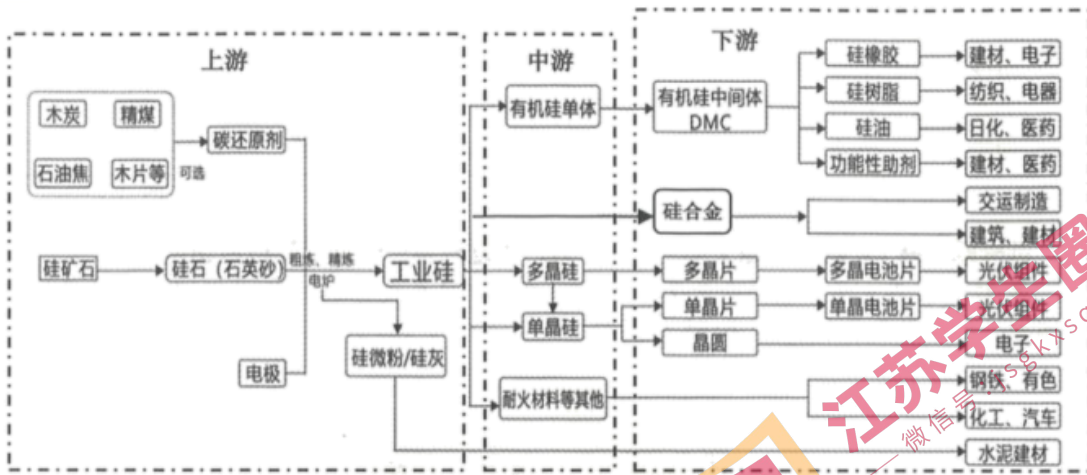 上游
中游
下游
木炭
精煤
石油焦
木片等
可选
碳还原剂
硅矿石
硅石（石英砂）
粗炼、精炼
电炉
工业硅
电极
硅微粉/硅灰
有机硅单体
多晶硅
单晶硅
耐火材料等其他
有机硅中间体
DMC
硅橡胶
建材、电子
硅树脂
纺织、电器
硅油
日化、医药
功能性助剂
建材、医药
硅合金
交运制造
建筑、建材
多晶片
多晶电池片
光伏组件
单晶片
单晶电池片
光伏组件
晶圆
电子
钢铁、有色
化工、汽车
水泥建材
江苏学生圈
微信号:jsgkxsq